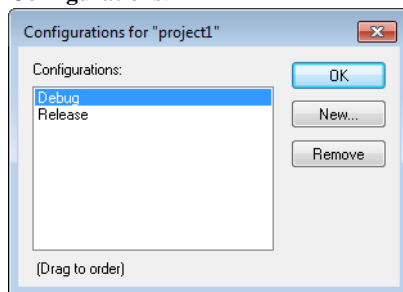 Configurations for "project1"
Configurations:
OK
Debug
Release
New...
Remove
(Drag to order)